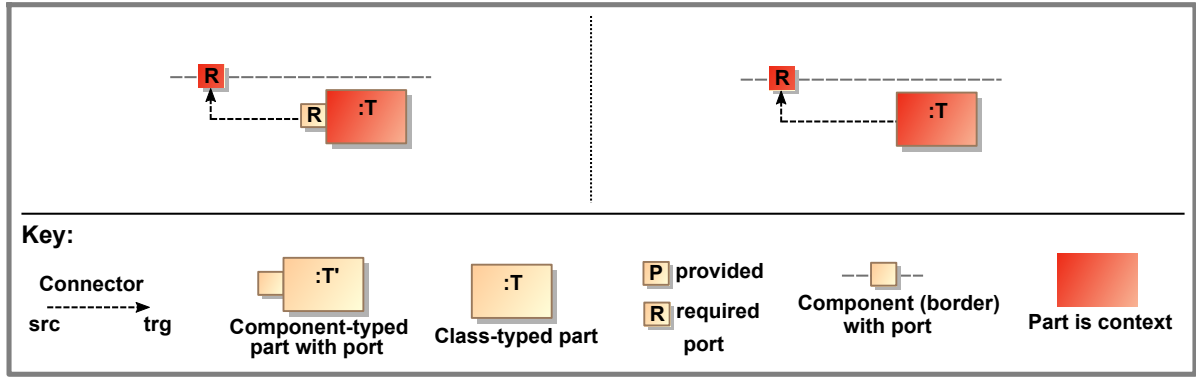 R
R
:T
R
:T
Key:
Connector
src
trg
:T'
Component-typed
part with port
:T
Class-typed part
P provided
R required
port
Component (border)
with port
Part is context